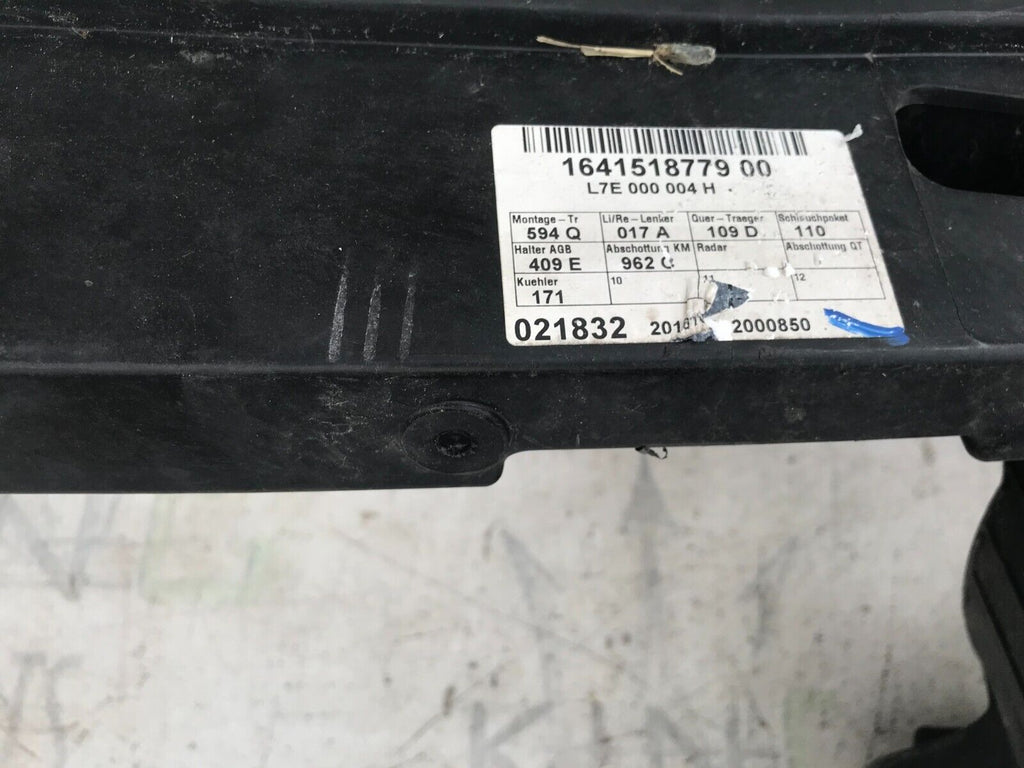 1641518779 00
L7E 000 004 H
Montage-Tr Li/Re-Lenker Quer-Traeger Schlauchpaket
594 Q 017 A 109 D 110
Halter AGB Abschottung KM Radar Abschottung QT
409 E 962
Kuehler 10 11 12
171
021832 2000850